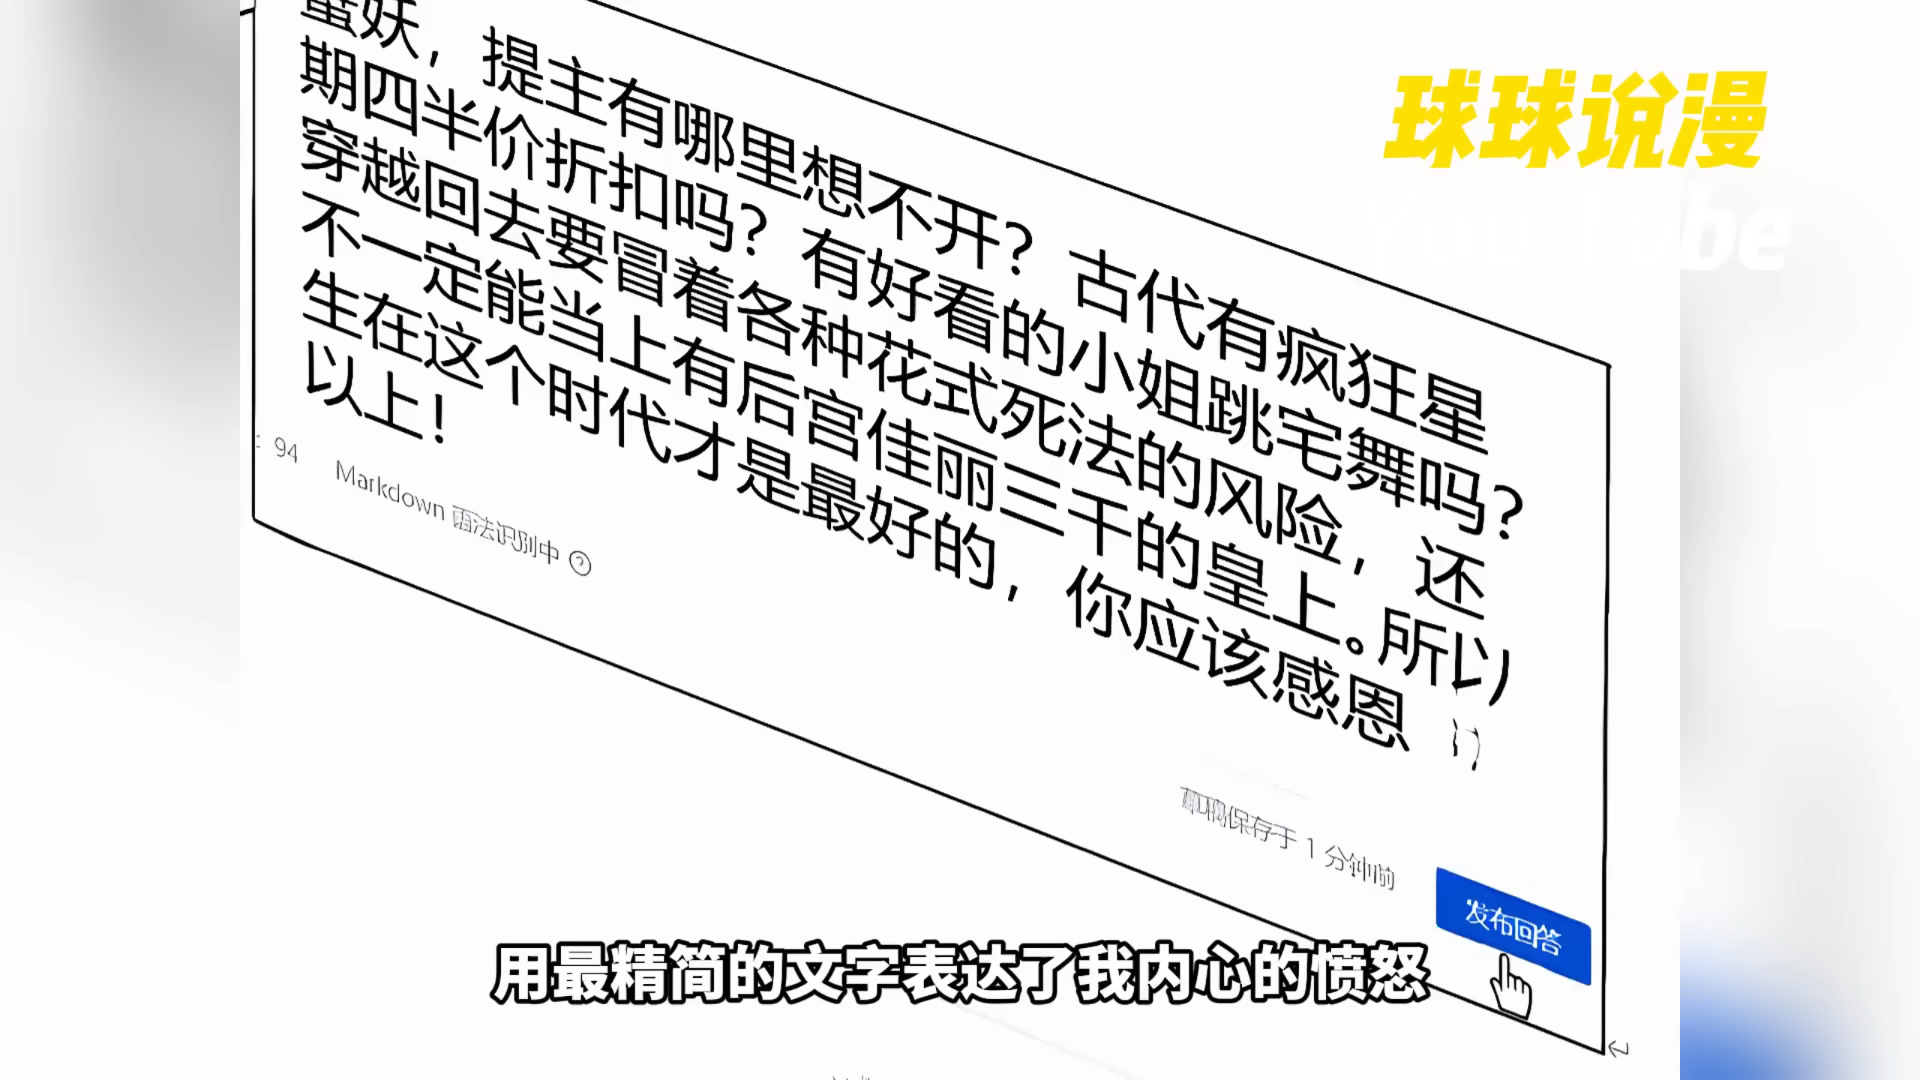 蛮妖，提主有哪里想不开？古代有疯狂星
期四半价折扣吗？有好看的小姐跳宅舞吗？
穿越回去要冒着各种花式死法的风险，还
不一定能当上有后宫佳丽三千的皇上。所以
生在这个时代才是最好的，你应该感恩
以上！
94
Markdown 语法识别中
保存于 1 分钟前
发布回答
球球说漫
YouTube
用最精简的文字表达了我内心的愤怒